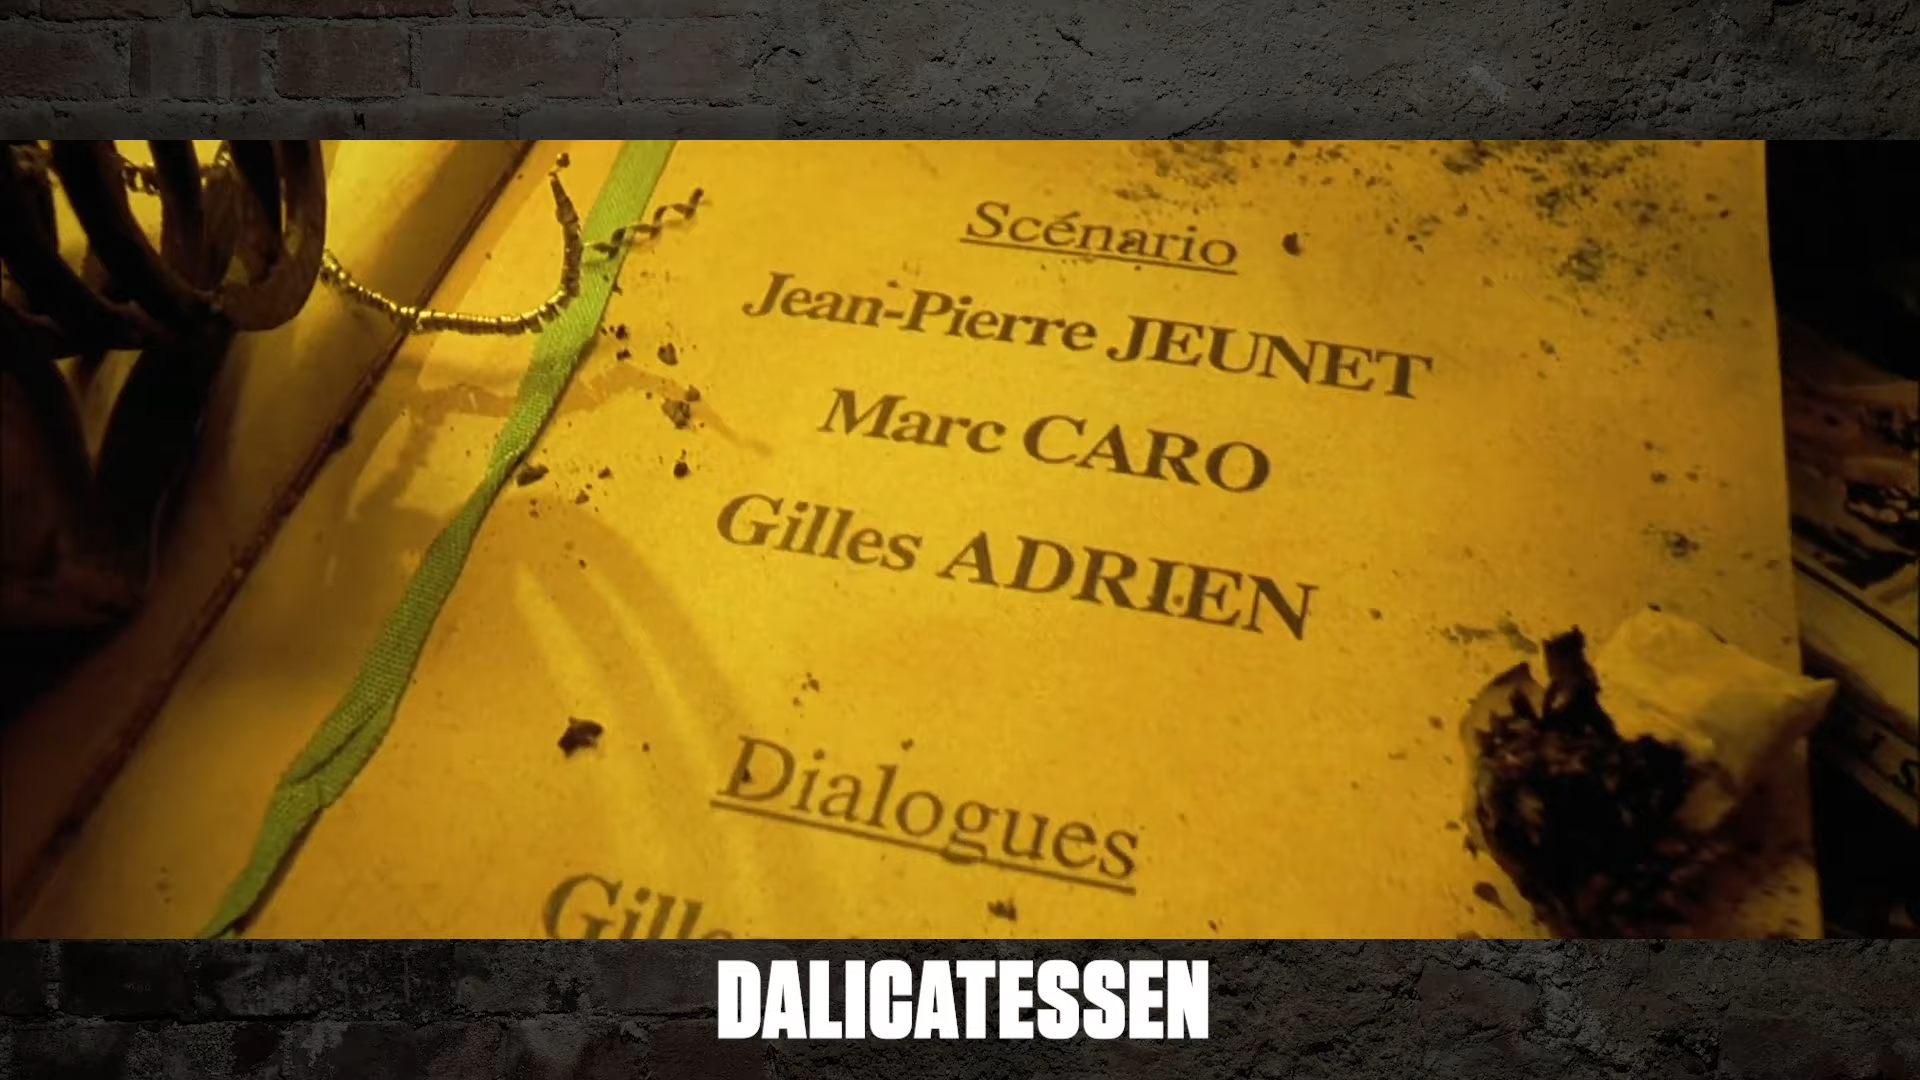 Scénario
Jean-Pierre JEUNET
Marc CARO
Gilles ADRIEN
Dialogues
DALICATESSEN